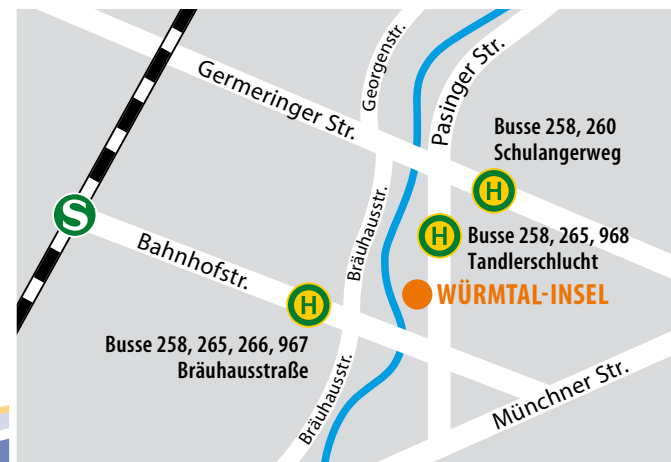 Georgenstr.
Pasinger Str.
Germeringer Str.
Busse 258, 260
Schulangerweg
H
S
H
Busse 258, 265, 968
Tandlerschlucht
Bräuhausstr.
Bahnhofstr.
WÜRMTAL-INSEL
H
Busse 258, 265, 266, 967
Bräuhausstraße
Bräuhausstr.
Münchner Str.